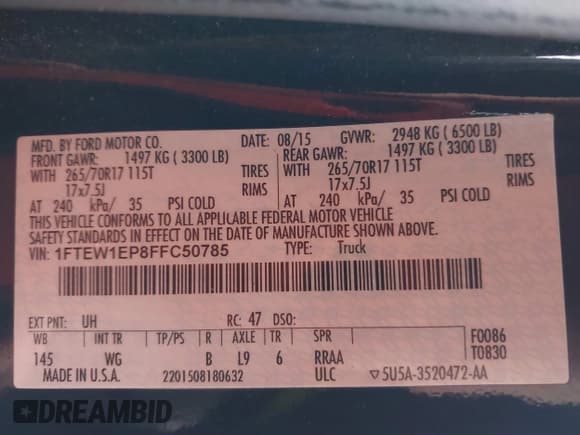 MFD. BY FORD MOTOR CO. DATE: 08/15 GVWR: 2948 KG ( 6500 LB)
FRONT GAWR: 1497 KG ( 3300 LB) REAR GAWR: 1497 KG ( 3300 LB)
WITH 265/70R17 115T TIRES WITH 265/70R17 115T TIRES
17x7.5J RIMS 17x7.5J RIMS
AT 240 kPa/ 35 PSI COLD AT 240 kPa/ 35 PSI COLD
THIS VEHICLE CONFORMS TO ALL APPLICABLE FEDERAL MOTOR VEHICLE
SAFETY STANDARDS IN EFFECT ON THE DATE OF MANUFACTURE SHOWN ABOVE.
VIN: 1FTEW1EP8FFC50785 TYPE: Truck
EXT PNT: UH RC: 47 DSO:
WB INT TR TP/PS R AXLE TR SPR F0086
145 WG B L9 6 RRAA T0830
MADE IN U.S.A. 2201508180632 ULC ▽5U5A-3520472-AA
DREAMBID